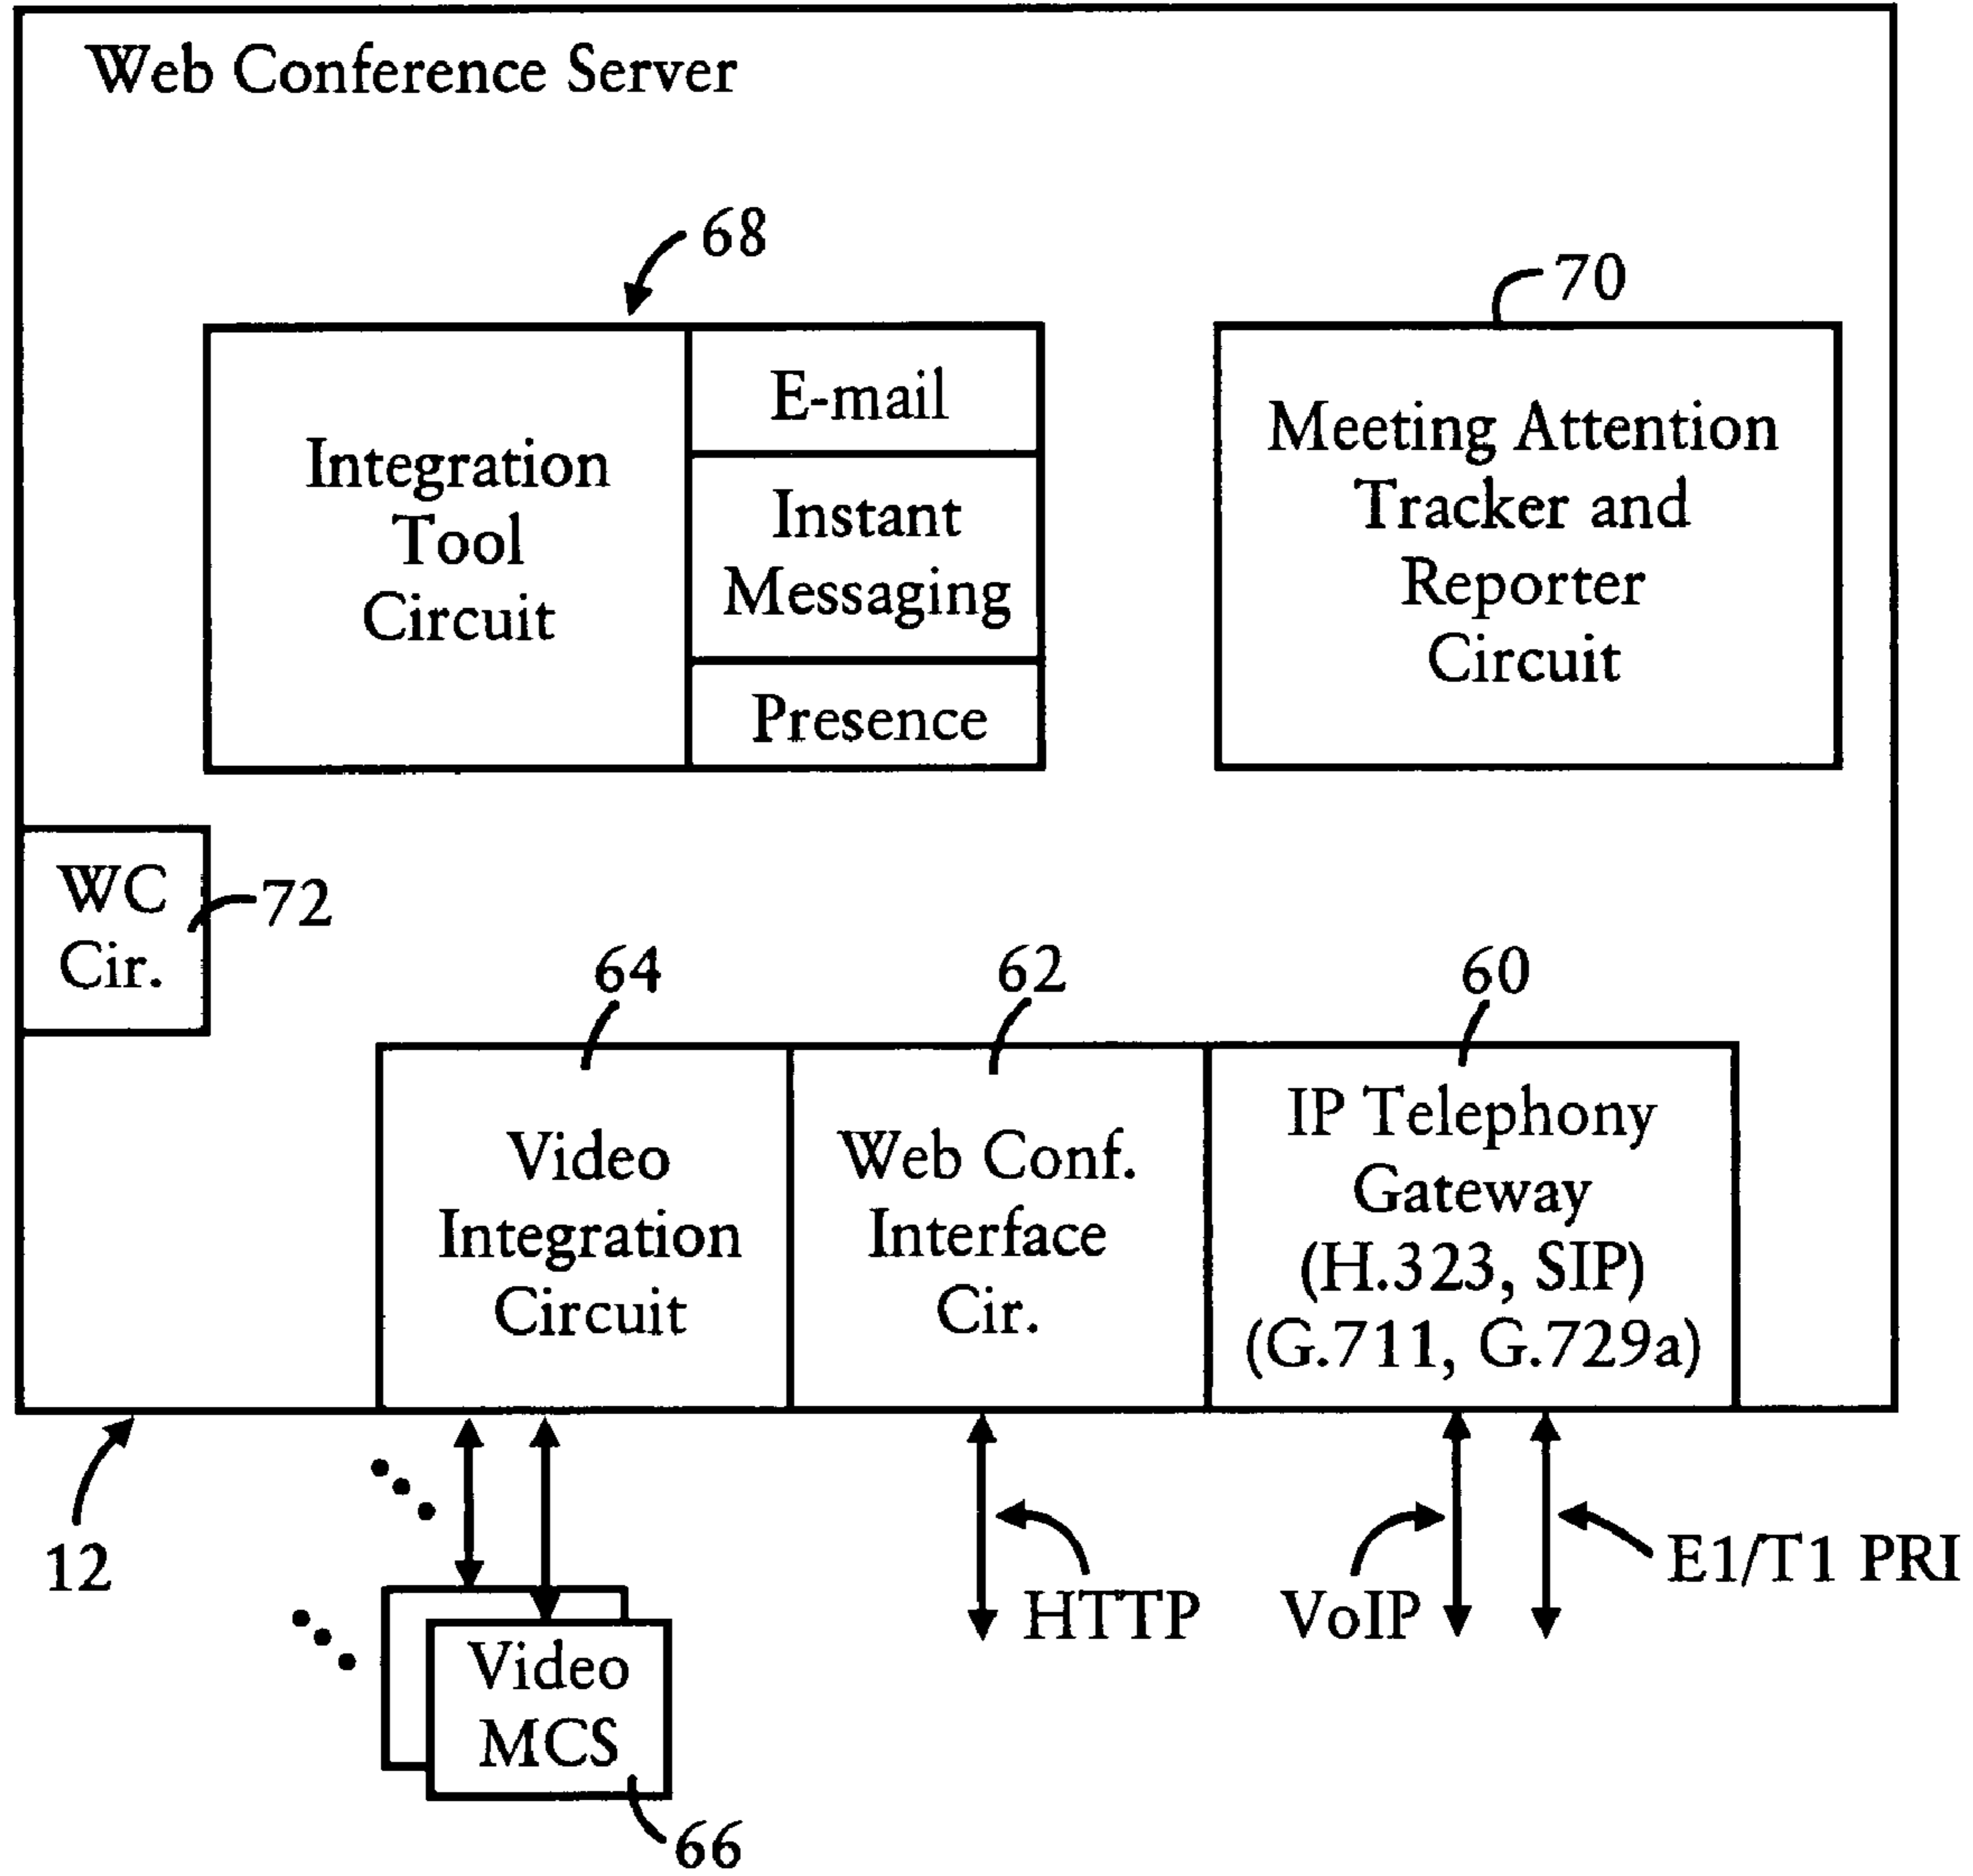 Web Conference Server
68
70
Integration
Tool
Circuit
E-mail
Instant
Messaging
Presence
Meeting Attention
Tracker and
Reporter
Circuit
WC
Cir.
72
64
62
60
Video
Integration
Circuit
Web Conf.
Interface
Cir.
IP Telephony
Gateway
(H.323, SIP)
(G.711, G.729a)
12
HTTP
VoIP
E1/T1 PRI
Video
MCS
66